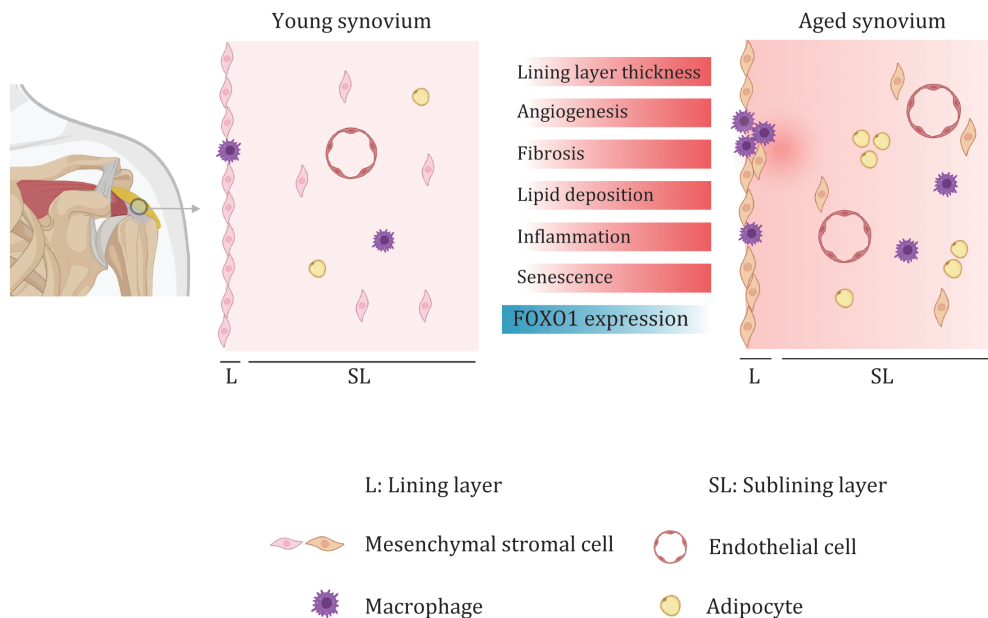 Young synovium
Aged synovium
Lining layer thickness
Angiogenesis
Fibrosis
Lipid deposition
Inflammation
Senescence
FOXO1 expression
L
SL
L
SL
L: Lining layer
SL: Sublining layer
Mesenchymal stromal cell
Endothelial cell
Macrophage
Adipocyte